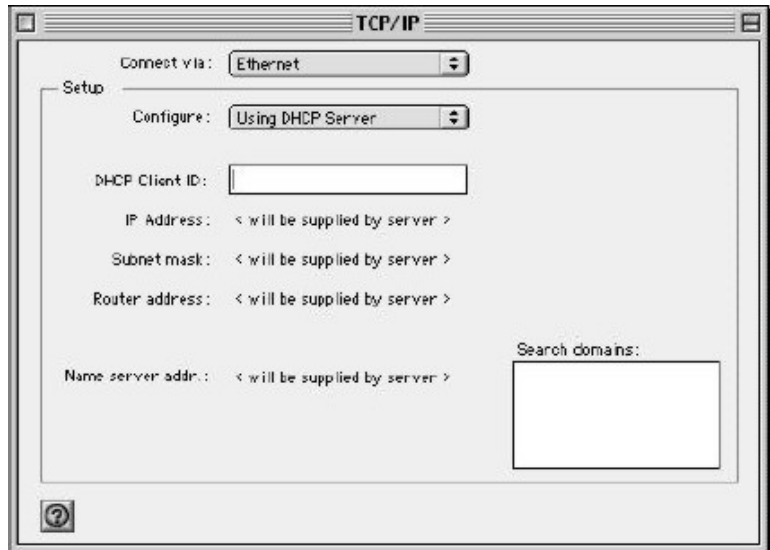 TCP/IP
Connect via: Ethernet
Setup
Configure: Using DHCP Server
DHCP Client ID:
IP Address: < will be supplied by server >
Subnet mask: < will be supplied by server >
Router address: < will be supplied by server >
Search domains:
Name server addr.: < will be supplied by server >
?